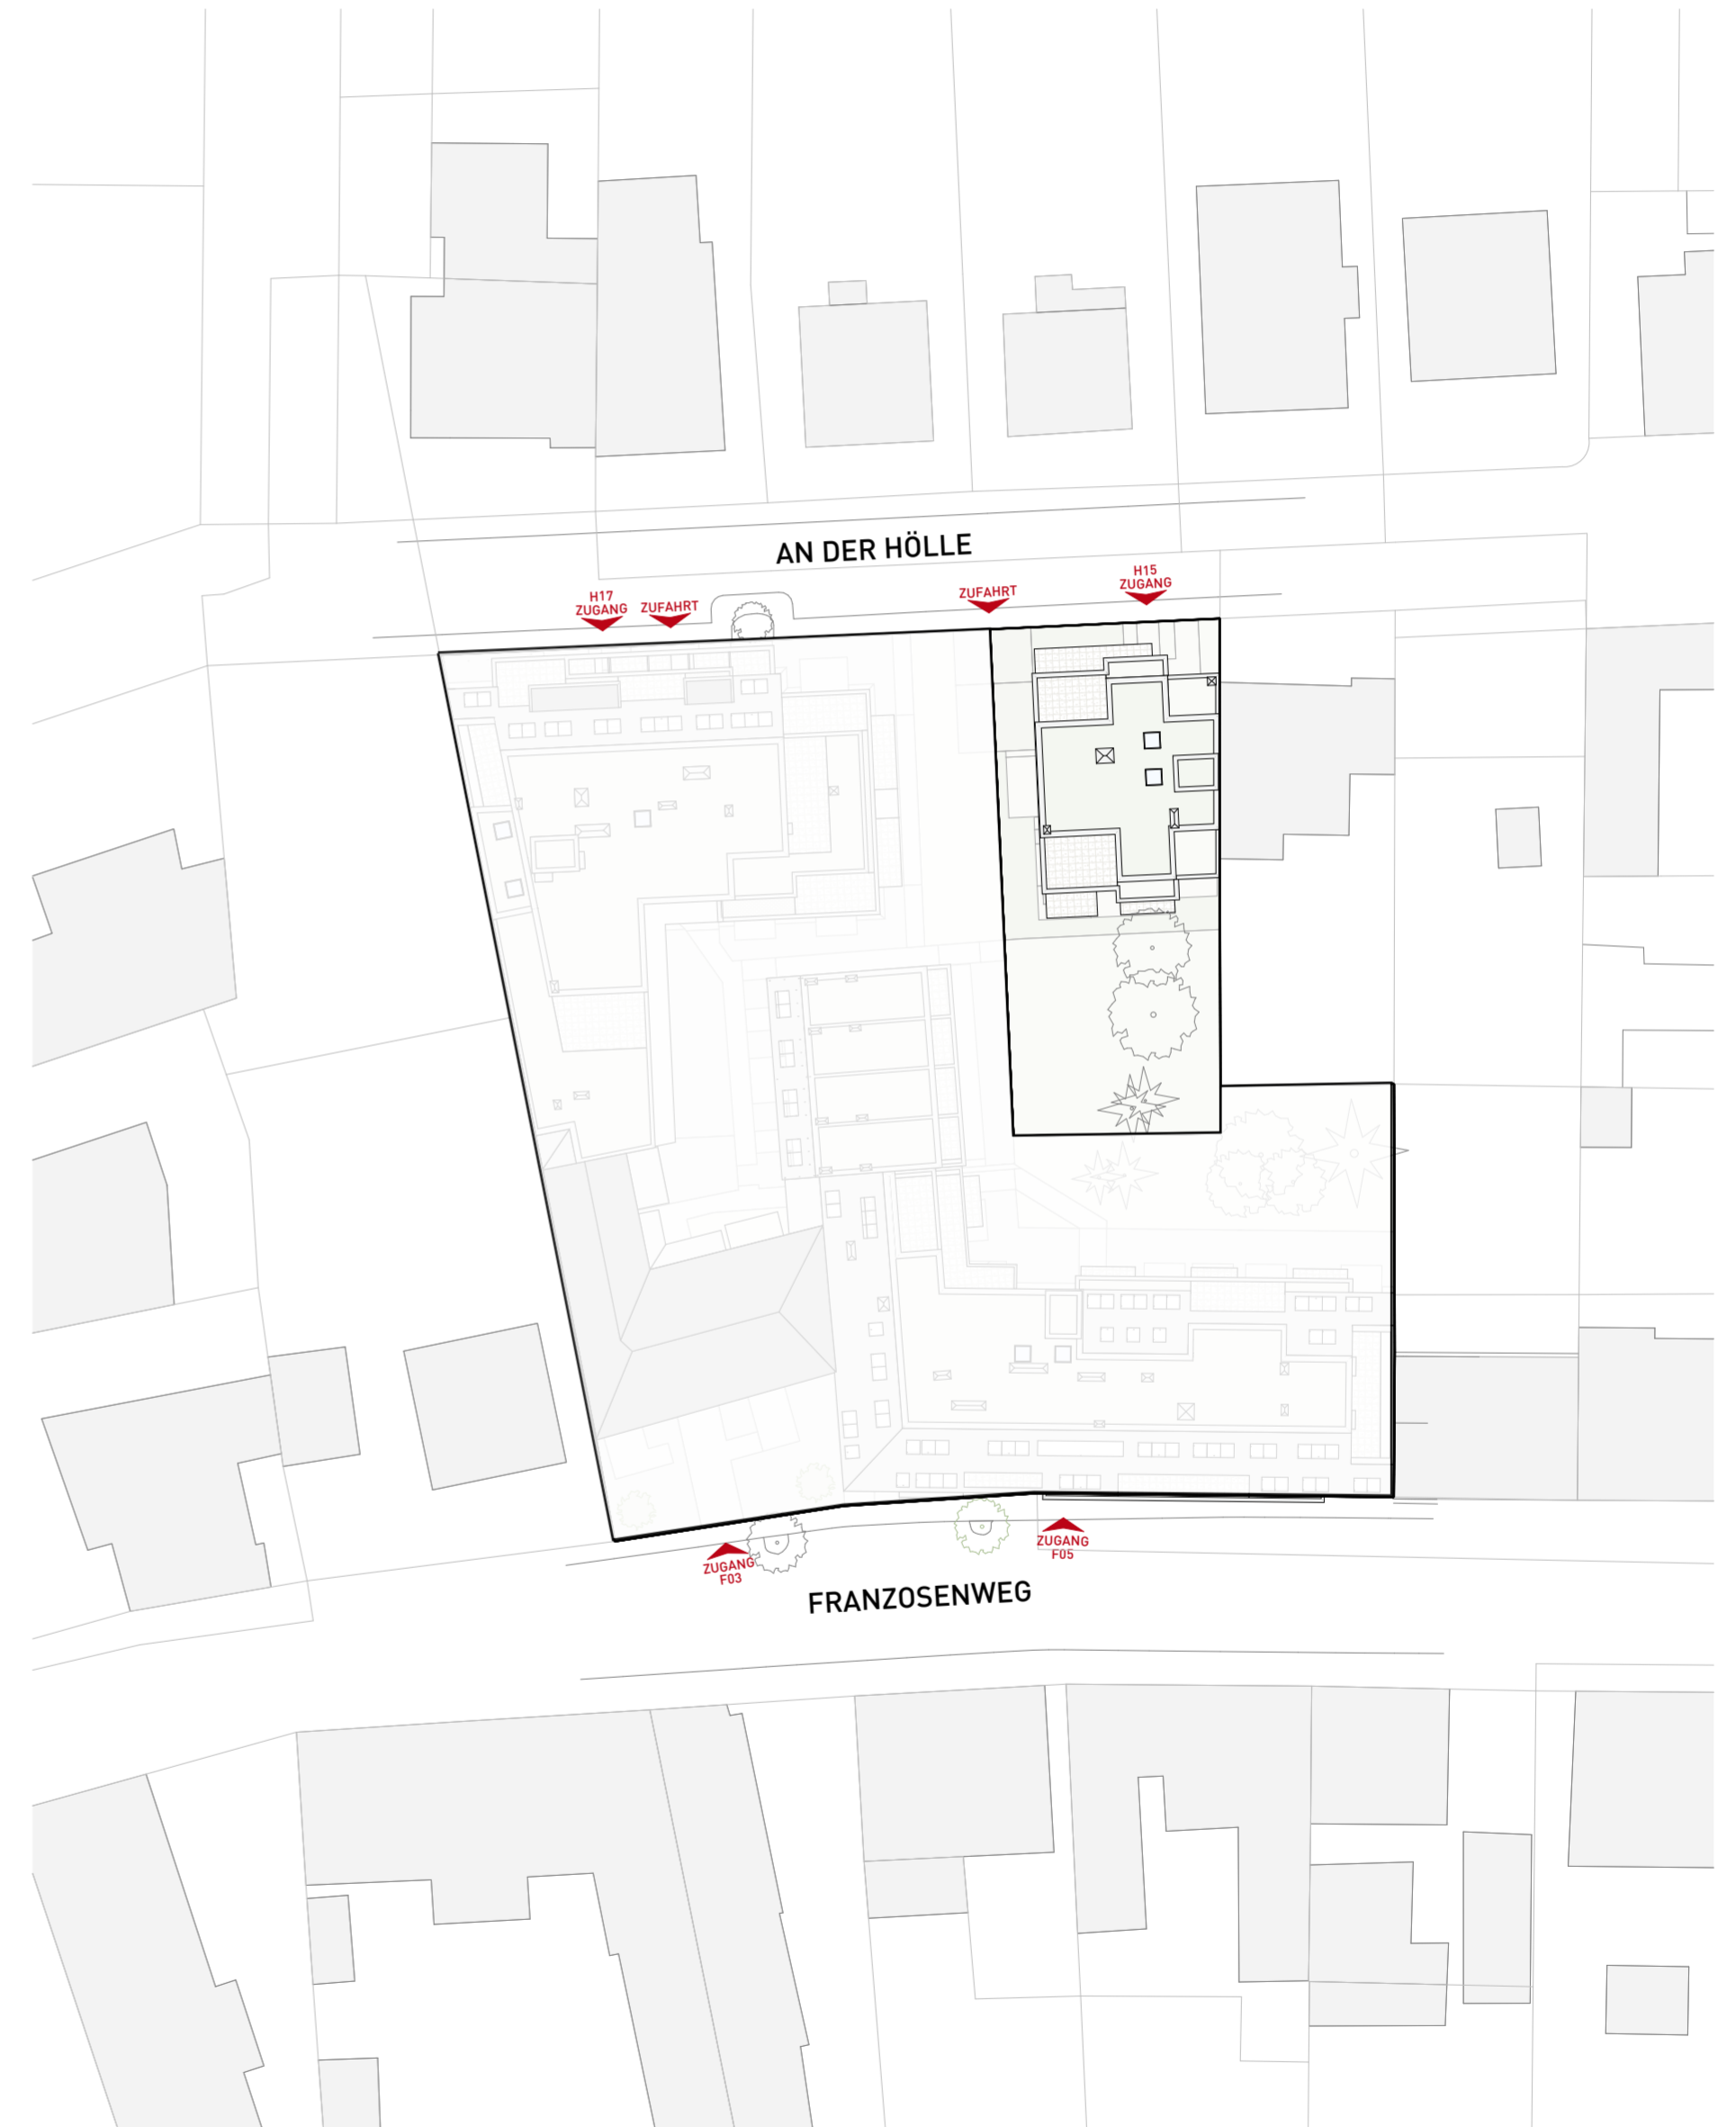 AN DER HÖLLE
H17
ZUGANG
ZUFAHRT
ZUFAHRT
H15
ZUGANG
ZUGANG
F03
ZUGANG
F05
FRANZOSENWEG